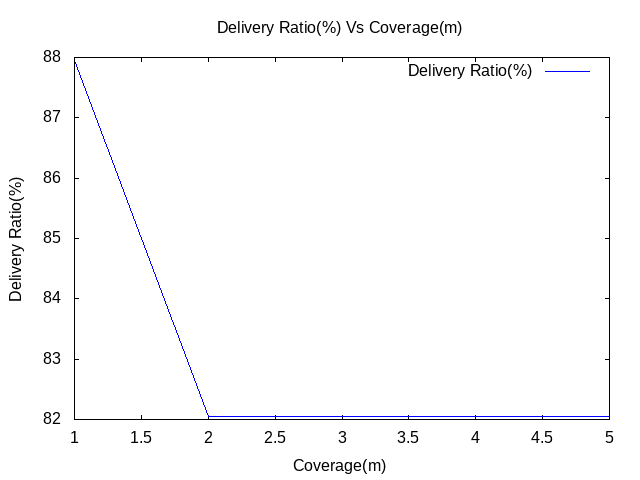 Delivery Ratio(%) Vs Coverage(m)
Delivery Ratio(%)
88
87
86
85
84
83
82
Delivery Ratio(%)
1 1.5 2 2.5 3 3.5 4 4.5 5
Coverage(m)